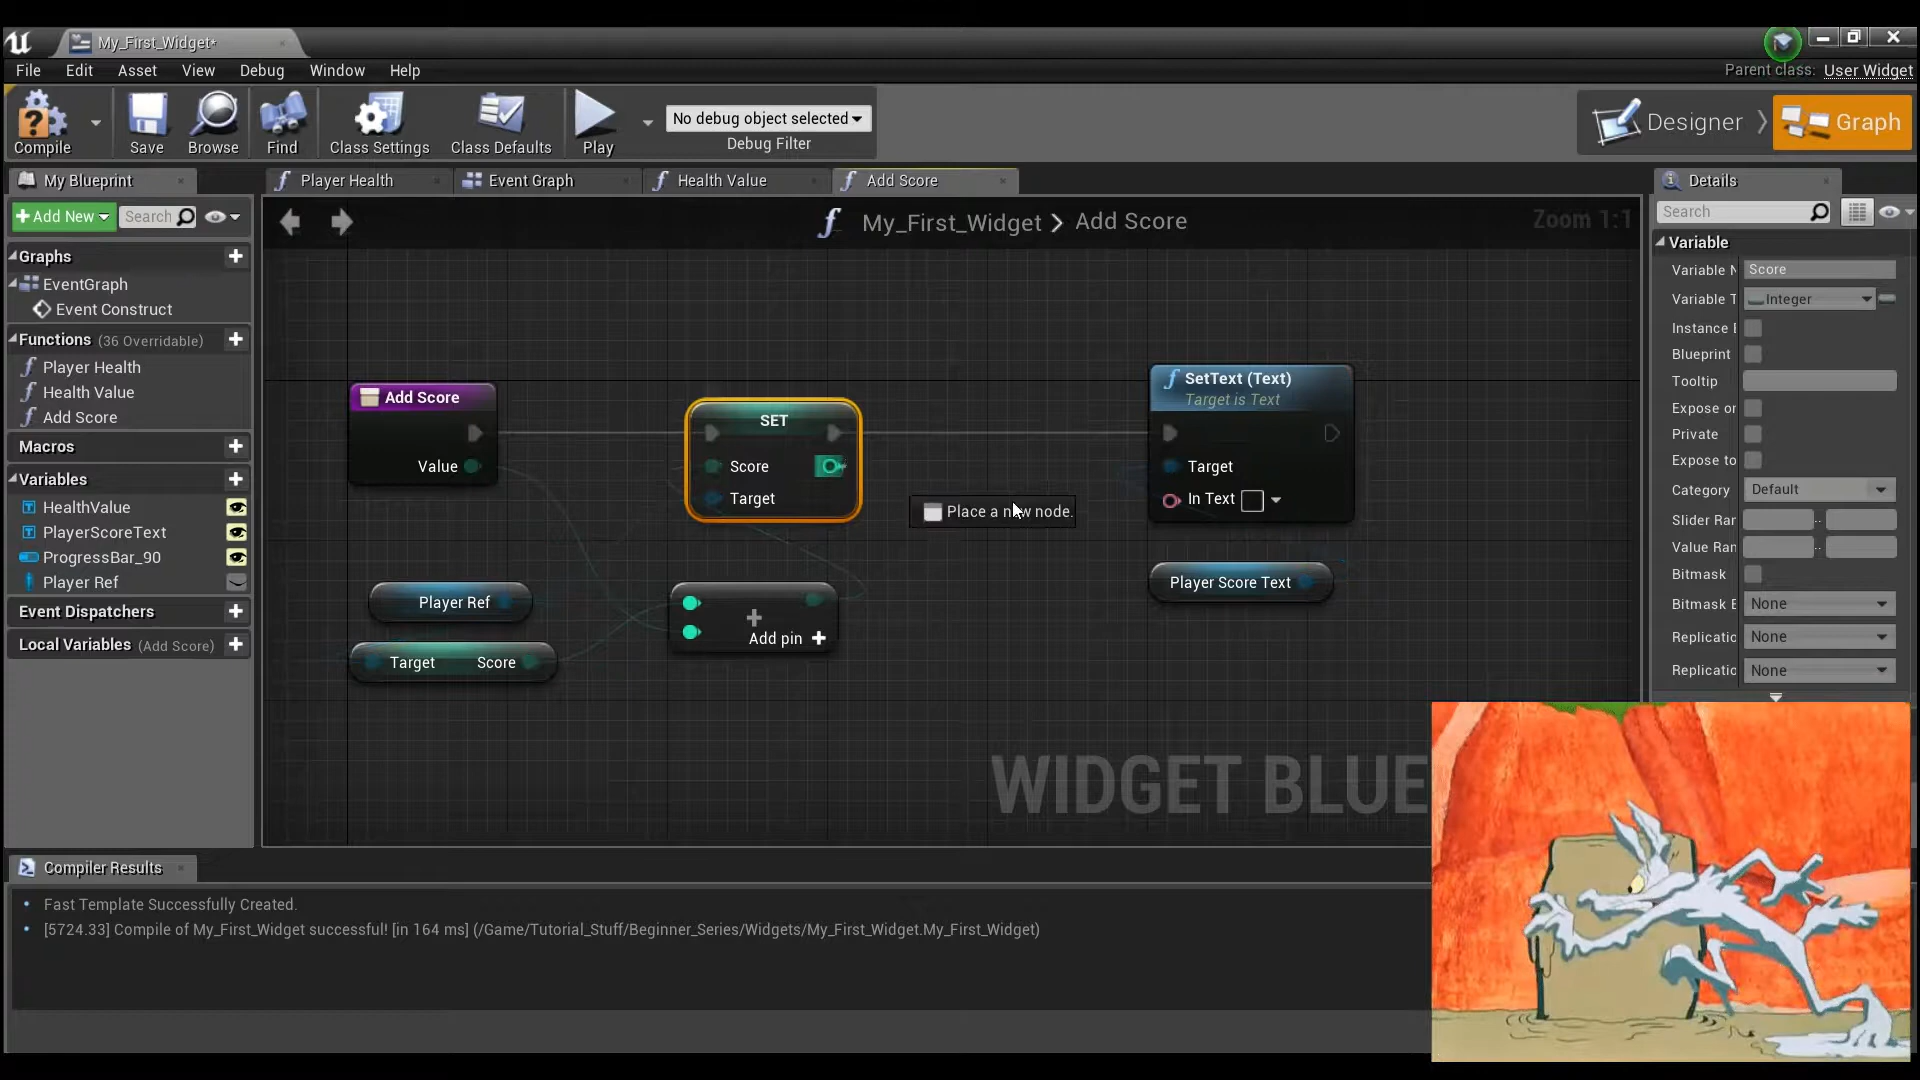 My_First_Widget*
File Edit Asset View Debug Window Help
Parent class: User Widget
Compile
Save
Browse
Find
Class Settings
Class Defaults
Play
No debug object selected
Debug Filter
Designer
Graph
My Blueprint
Player Health
Event Graph
Health Value
Add Score
Details
Add New
Search
My_First_Widget > Add Score
Zoom 1:1
Search
Graphs
EventGraph
Event Construct
Functions (36 Overridable)
Player Health
Health Value
Add Score
Macros
Variables
HealthValue
PlayerScoreText
ProgressBar_90
Player Ref
Event Dispatchers
Local Variables (Add Score)
Add Score
Value
SET
Score
Target
Place a new node.
SetText (Text)
Target is Text
Target
In Text
Player Score Text
Player Ref
Target Score
Add pin
WIDGET BLUE
Variable
Variable N Score
Variable T Integer
Instance E
Blueprint
Tooltip
Expose or
Private
Expose to
Category Default
Slider Ran
Value Ran
Bitmask
Bitmask E None
Replicatio None
Replicatio None
Compiler Results
Fast Template Successfully Created.
[5724.33] Compile of My_First_Widget successful! [in 164 ms] (/Game/Tutorial_Stuff/Beginner_Series/Widgets/My_First_Widget.My_First_Widget)